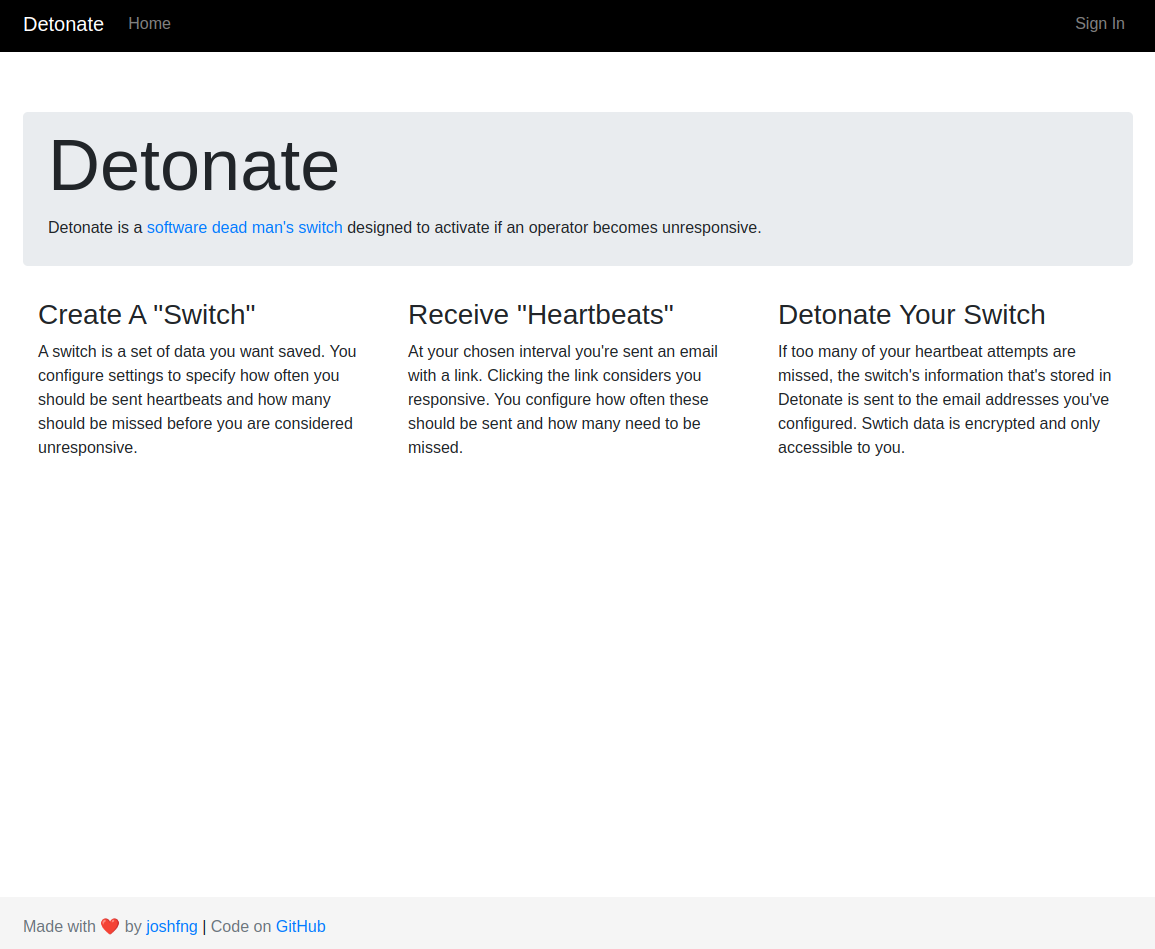 Detonate Home Sign In
Detonate
Detonate is a software dead man's switch designed to activate if an operator becomes unresponsive.
Create A "Switch"
A switch is a set of data you want saved. You
configure settings to specify how often you
should be sent heartbeats and how many
should be missed before you are considered
unresponsive.
Receive "Heartbeats"
At your chosen interval you're sent an email
with a link. Clicking the link considers you
responsive. You configure how often these
should be sent and how many need to be
missed.
Detonate Your Switch
If too many of your heartbeat attempts are
missed, the switch's information that's stored in
Detonate is sent to the email addresses you've
configured. Swtich data is encrypted and only
accessible to you.
Made with ❤️ by joshfng | Code on GitHub